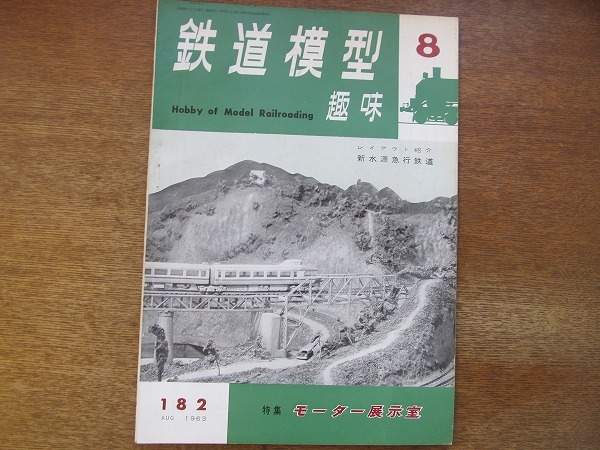 鉄道模型
趣味
8
Hobby of Model Railroading
レイアウト紹介
新水源急行鉄道
182
AUG 1963
特集 モーター展示室